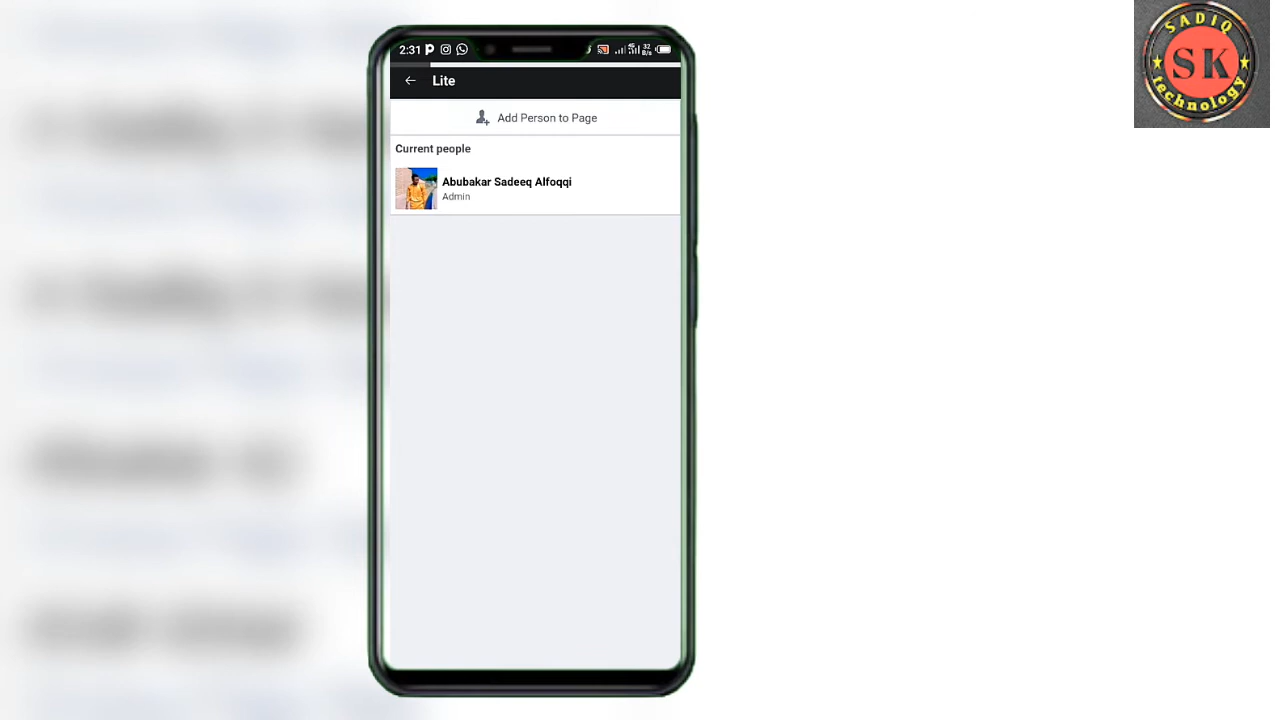 2:31
Lite
Add Person to Page
Current people
Abubakar Sadeeq Alfoqqi
Admin
SADIQ
SK
technology